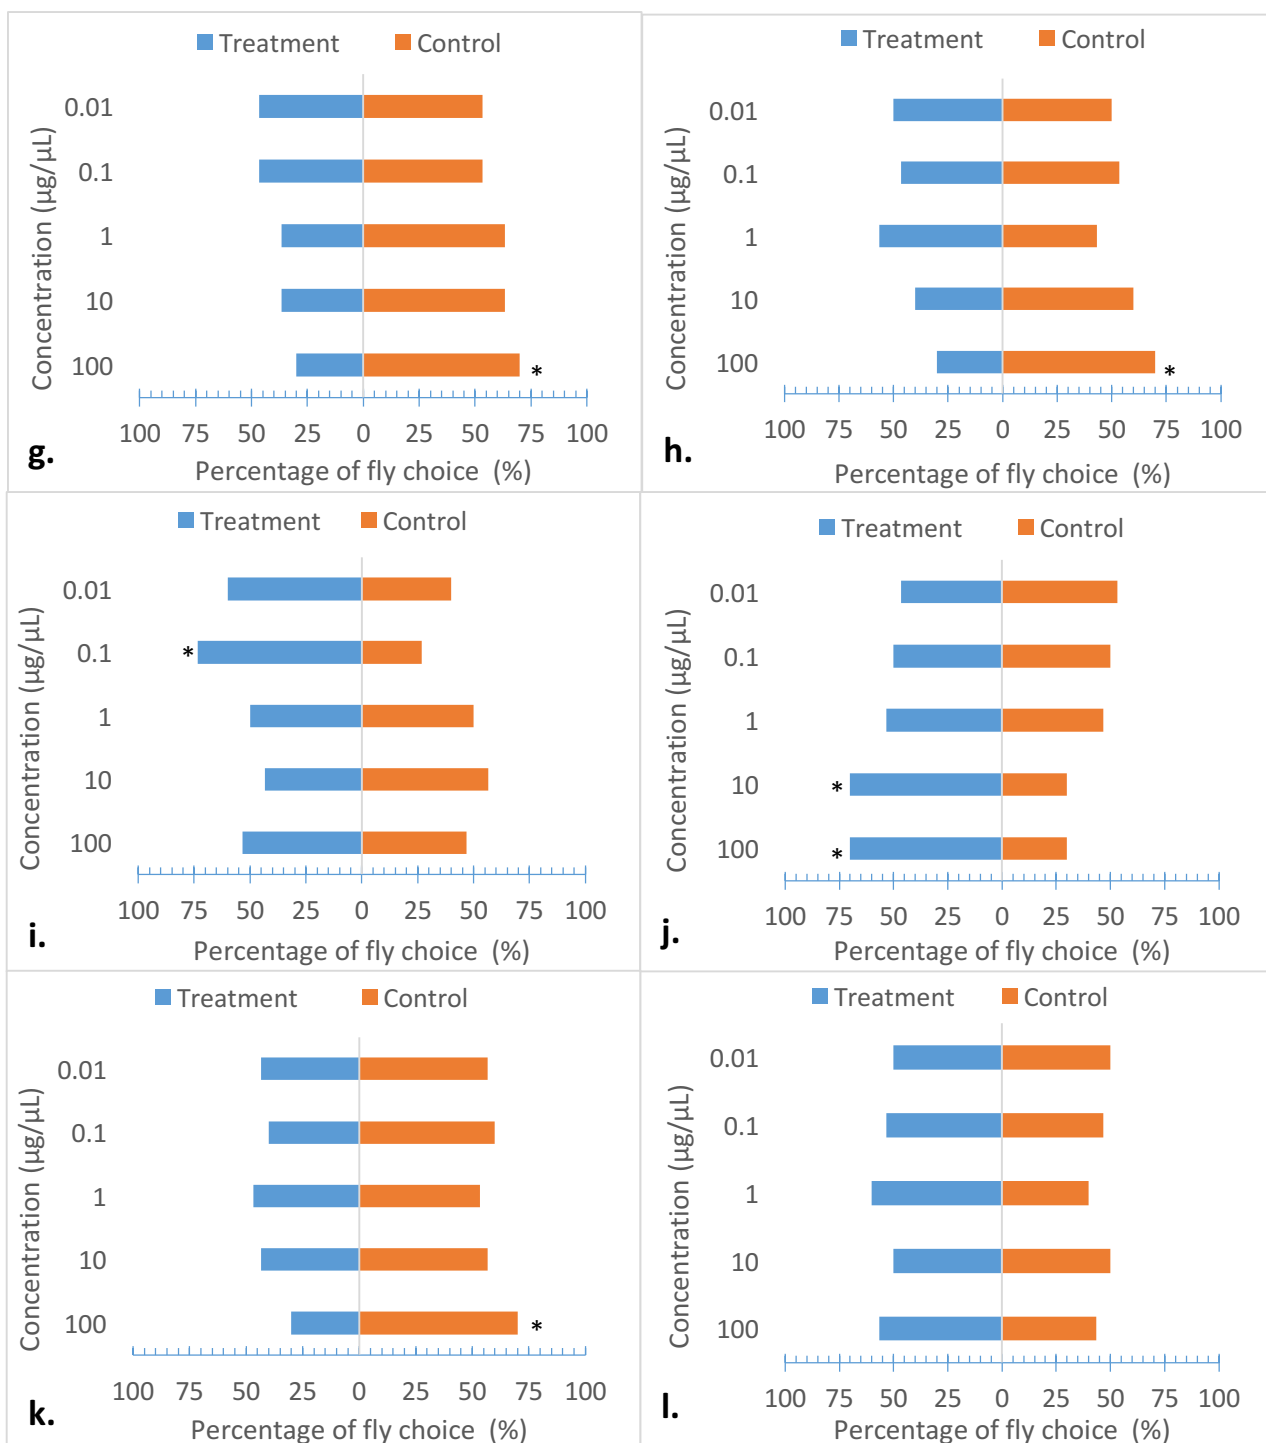 Treatment Control
Concentration (µg/µL)
0.01
0.1
1
10
100 *
100 75 50 25 0 25 50 75 100
Percentage of fly choice (%)
g.
Treatment Control
Concentration (µg/µL)
0.01
0.1
1
10
100 *
100 75 50 25 0 25 50 75 100
Percentage of fly choice (%)
h.
Treatment Control
Concentration (µg/µL)
0.01
0.1 *
1
10
100
100 75 50 25 0 25 50 75 100
Percentage of fly choice (%)
i.
Treatment Control
Concentration (µg/µL)
0.01
0.1
1
10 *
100 *
100 75 50 25 0 25 50 75 100
Percentage of fly choice (%)
j.
Treatment Control
Concentration (µg/µL)
0.01
0.1
1
10
100 *
100 75 50 25 0 25 50 75 100
Percentage of fly choice (%)
k.
Treatment Control
Concentration (µg/µL)
0.01
0.1
1
10
100
100 75 50 25 0 25 50 75 100
Percentage of fly choice (%)
l.